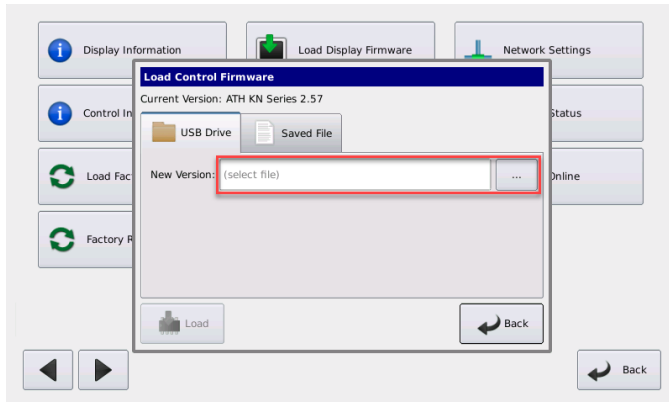 Display Information
Load Display Firmware
Network Settings
Load Control Firmware
Current Version: ATH KN Series 2.57
Control In
Status
USB Drive
Saved File
Load Fac
New Version:
(select file)
...
Online
Factory R
Load
Back
Back